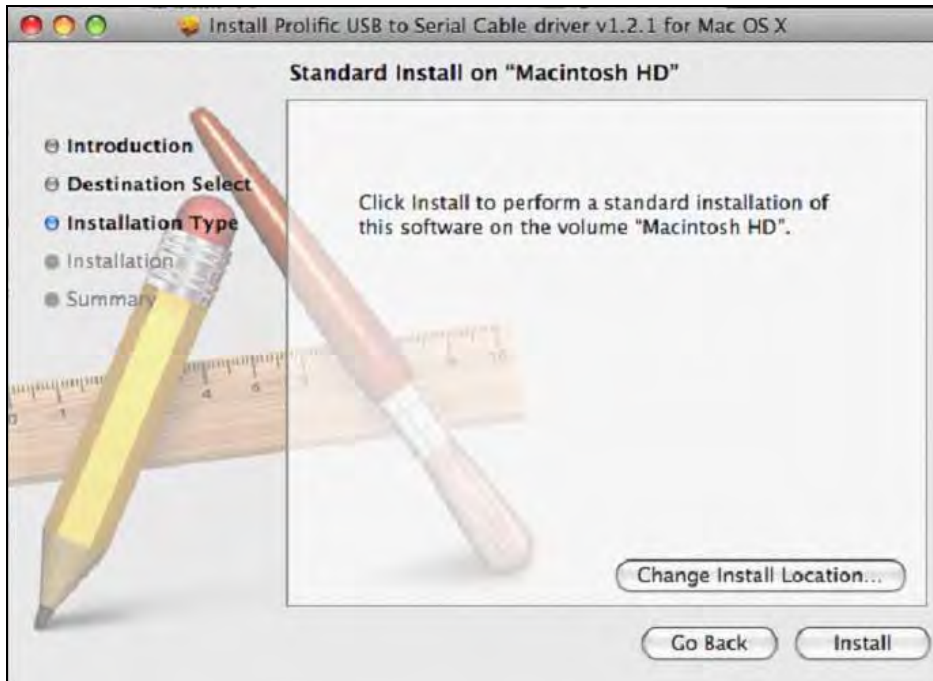 Install Prolific USB to Serial Cable driver v1.2.1 for Mac OS X
Standard Install on “Macintosh HD”
Introduction
Destination Select
Installation Type
Installation
Summary
Click Install to perform a standard installation of
this software on the volume “Macintosh HD”.
Change Install Location...
Go Back
Install